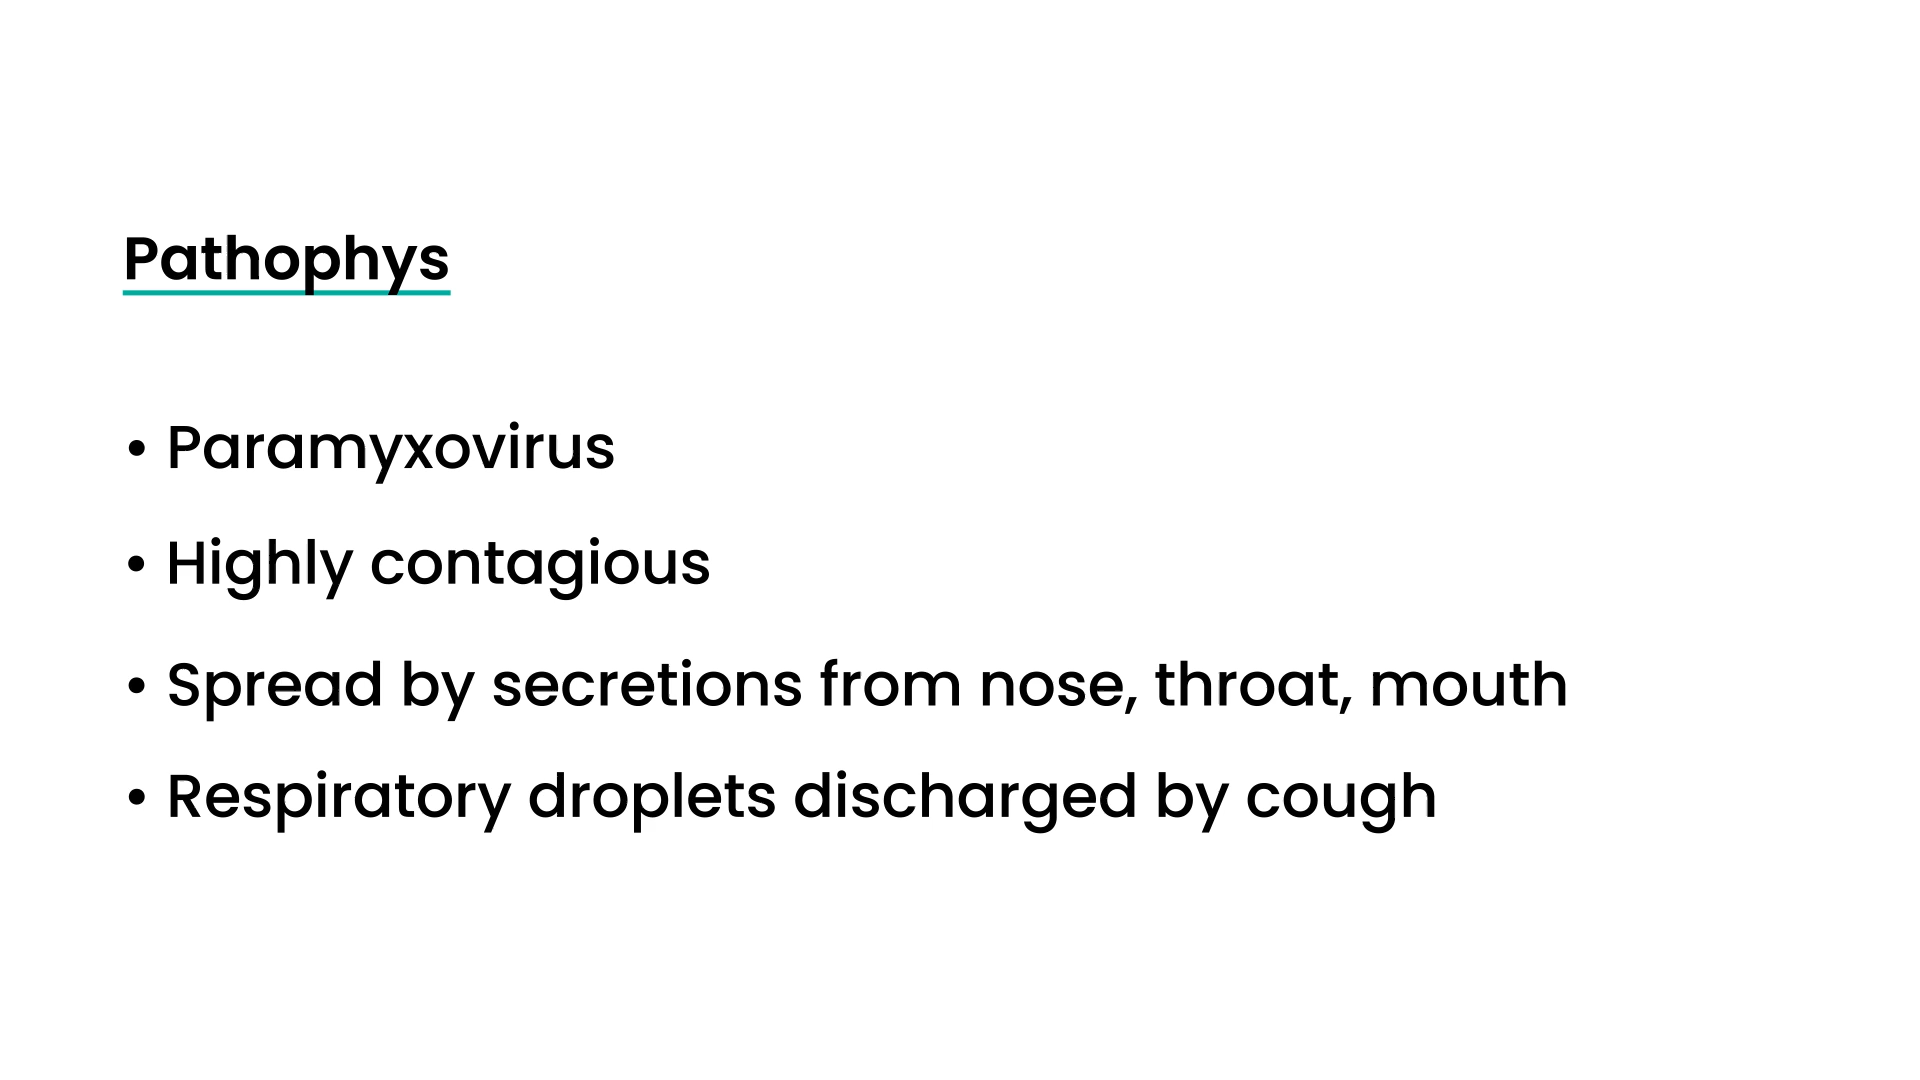 Pathophys
• Paramyxovirus
• Highly contagious
• Spread by secretions from nose, throat, mouth
• Respiratory droplets discharged by cough